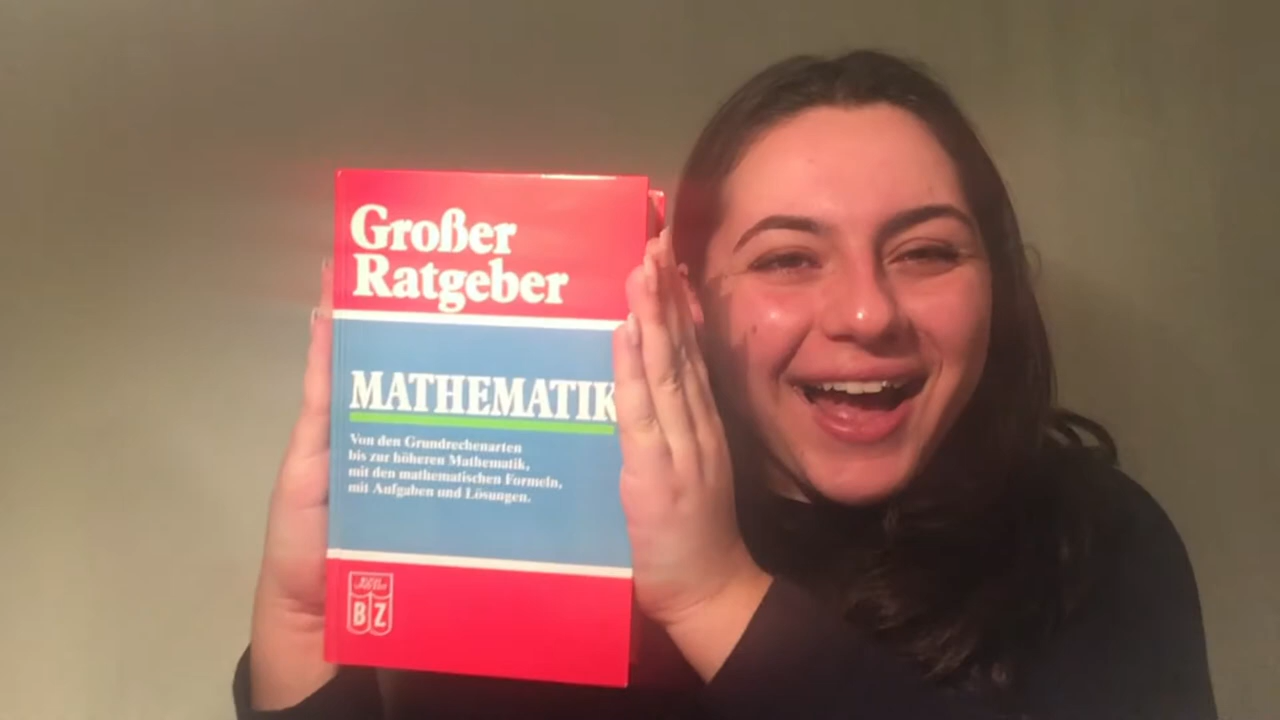 Großer
Ratgeber
MATHEMATIK
Von den Grundrechenarten
bis zur höheren Mathematik,
mit den mathematischen Formeln,
mit Aufgaben und Lösungen.
BZ